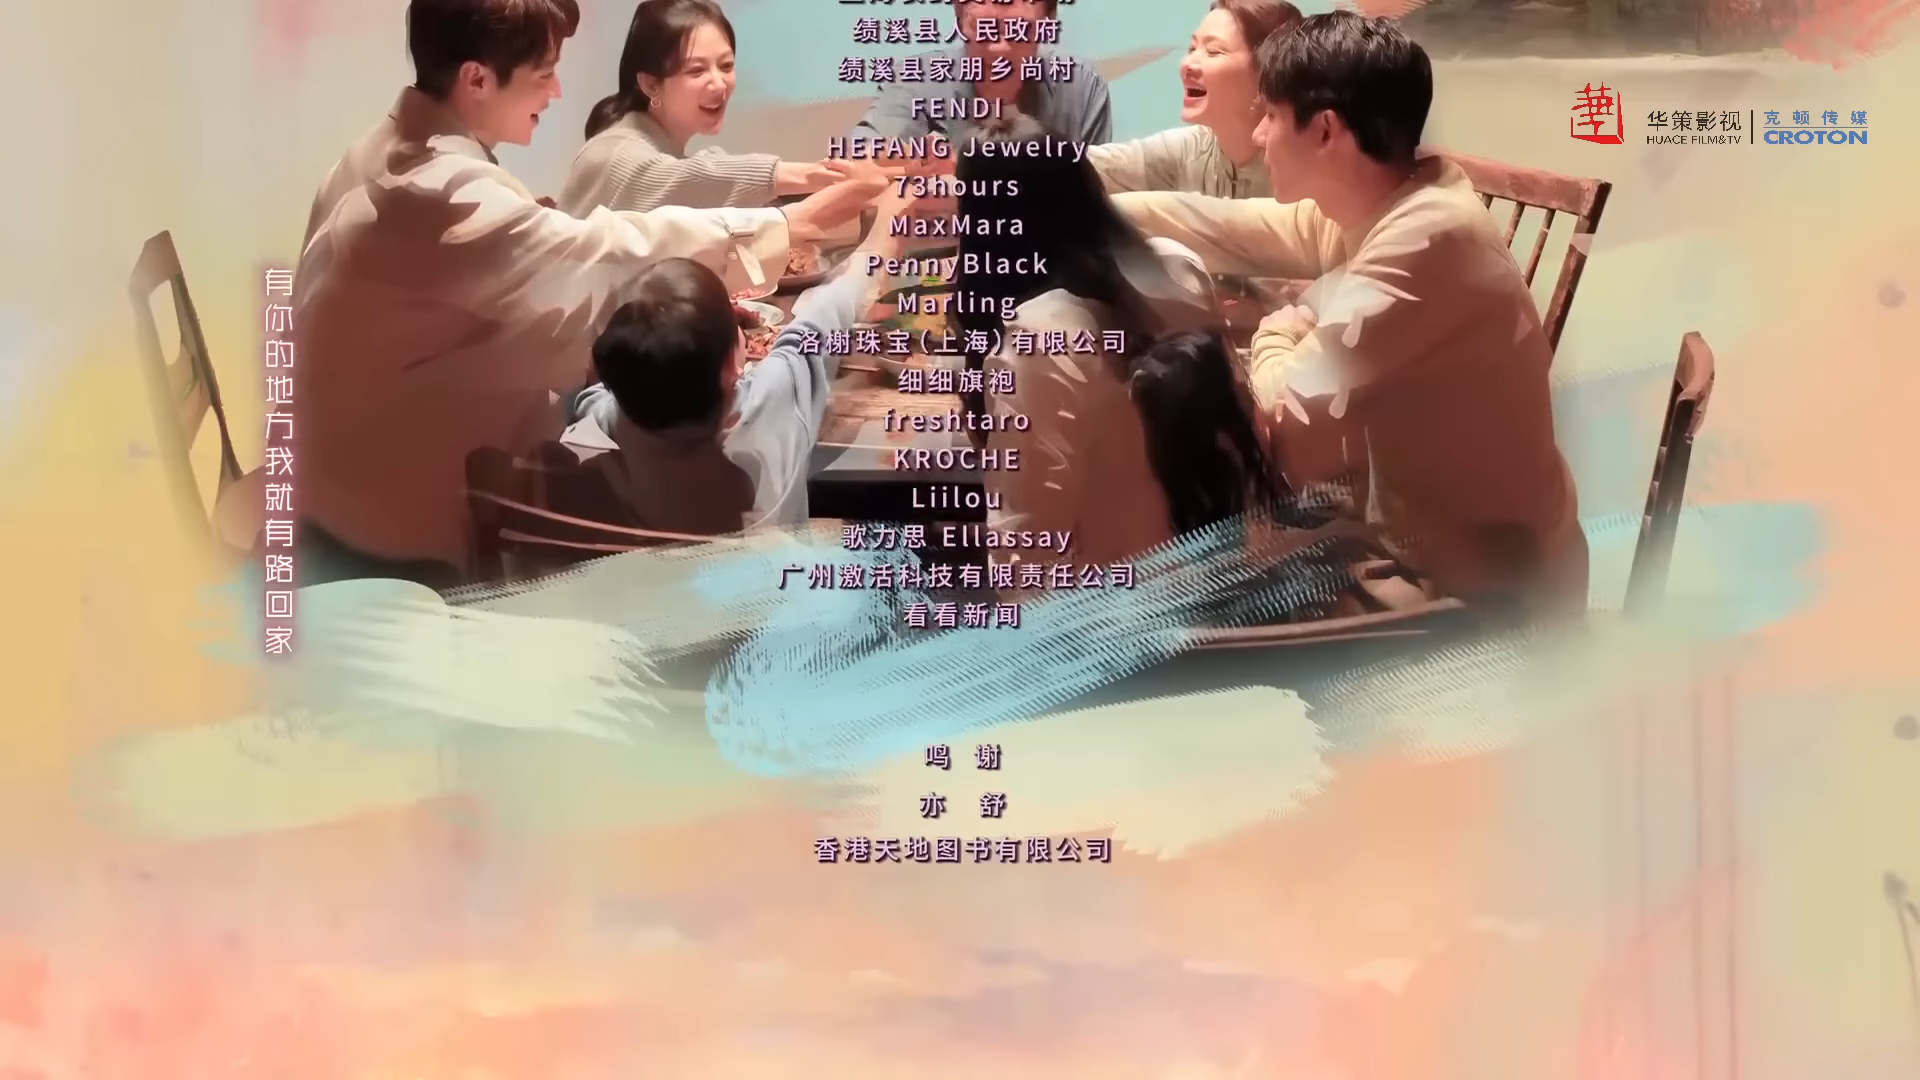 绩溪县人民政府
绩溪县家朋乡尚村
FENDI
HEFANG Jewelry
73hours
MaxMara
PennyBlack
Marling
洛榭珠宝(上海)有限公司
细细旗袍
freshtaro
KROCHE
Liilou
歌力思 Ellassay
广州激活科技有限责任公司
看看新闻
鸣 谢
亦 舒
香港天地图书有限公司
有你的地方我就有路回家
華
华策影视
HUACE FILM&TV
克顿传媒
CROTON